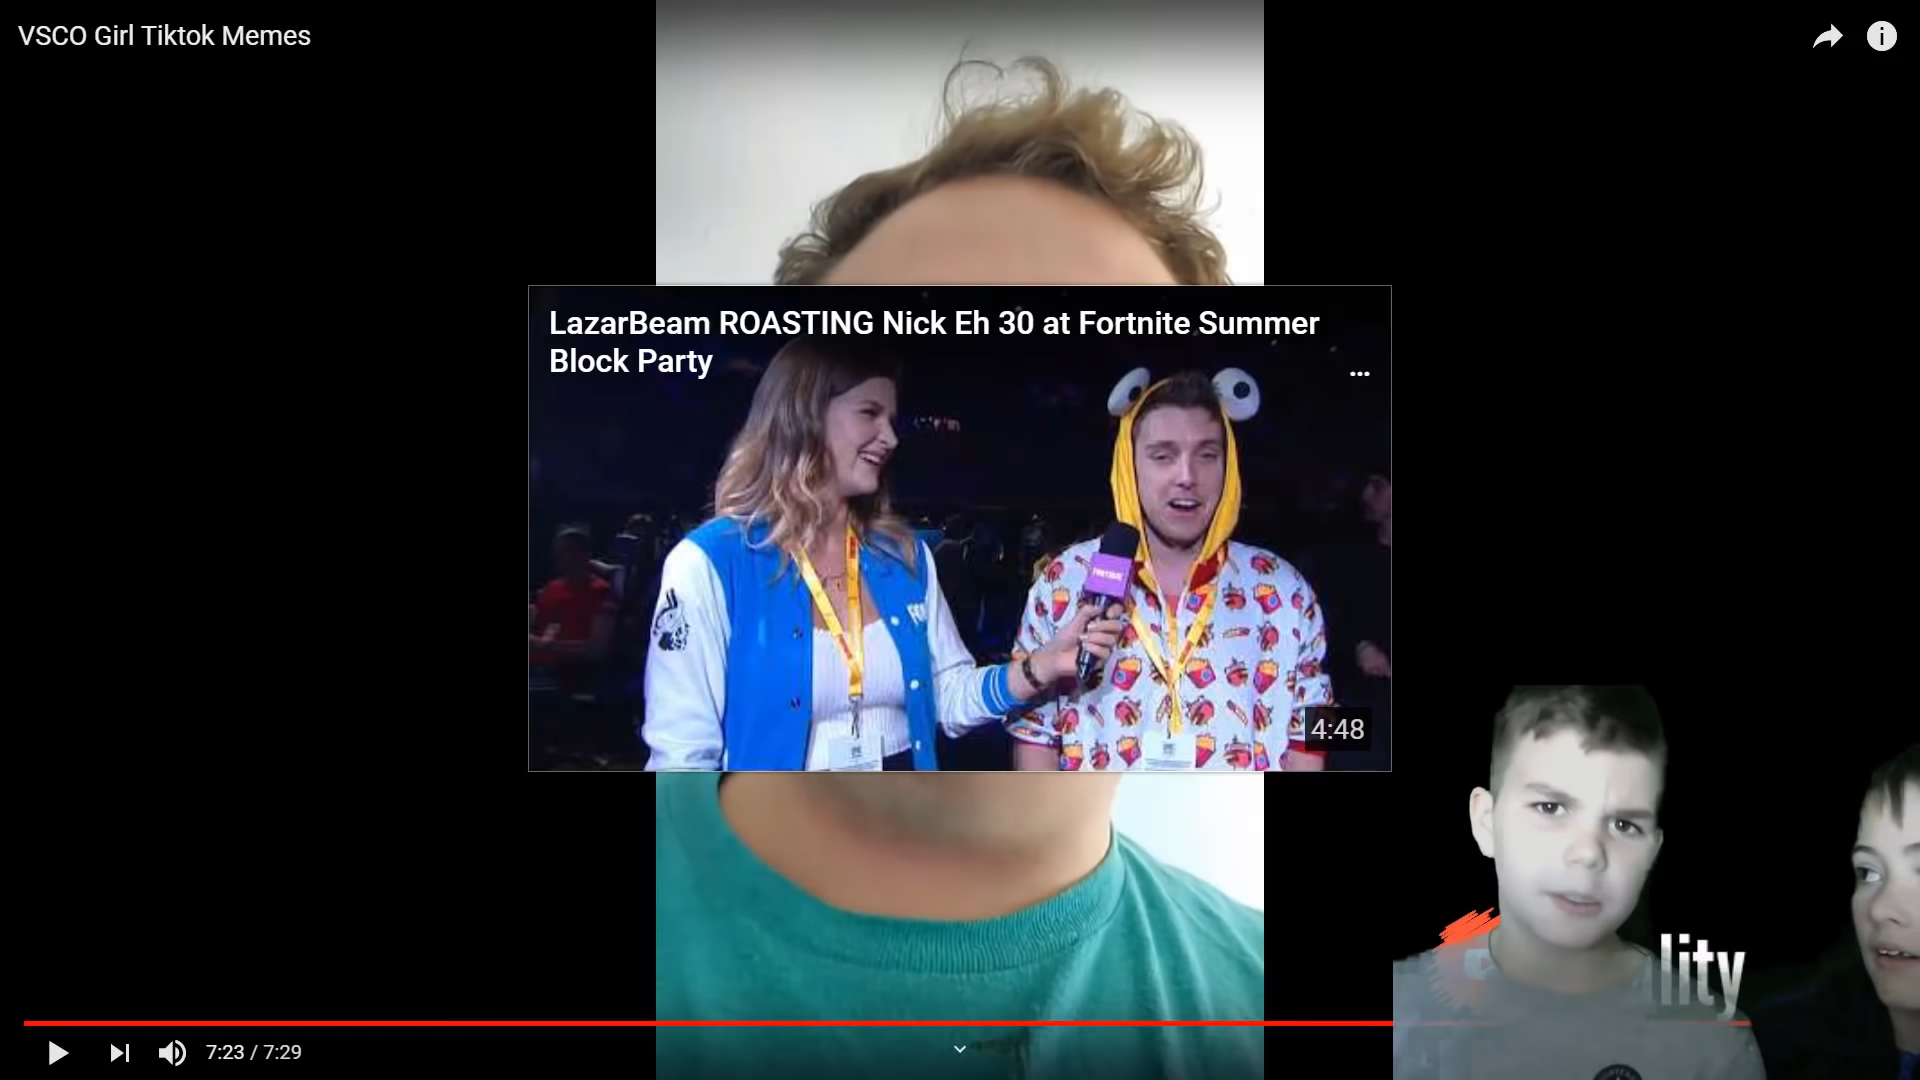 VSCO Girl Tiktok Memes
LazarBeam ROASTING Nick Eh 30 at Fortnite Summer
Block Party
FORTNITE
4:48
lity
7:23 / 7:29